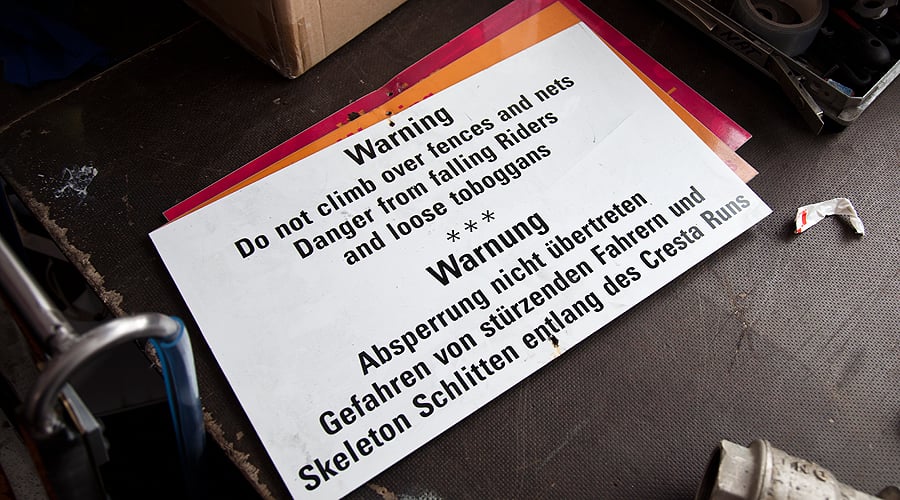 Warning
Do not climb over fences and nets
Danger from falling Riders
and loose toboggans
***
Warnung
Absperrung nicht übertreten
Gefahren von stürzenden Fahrern und
Skeleton Schlitten entlang des Cresta Runs